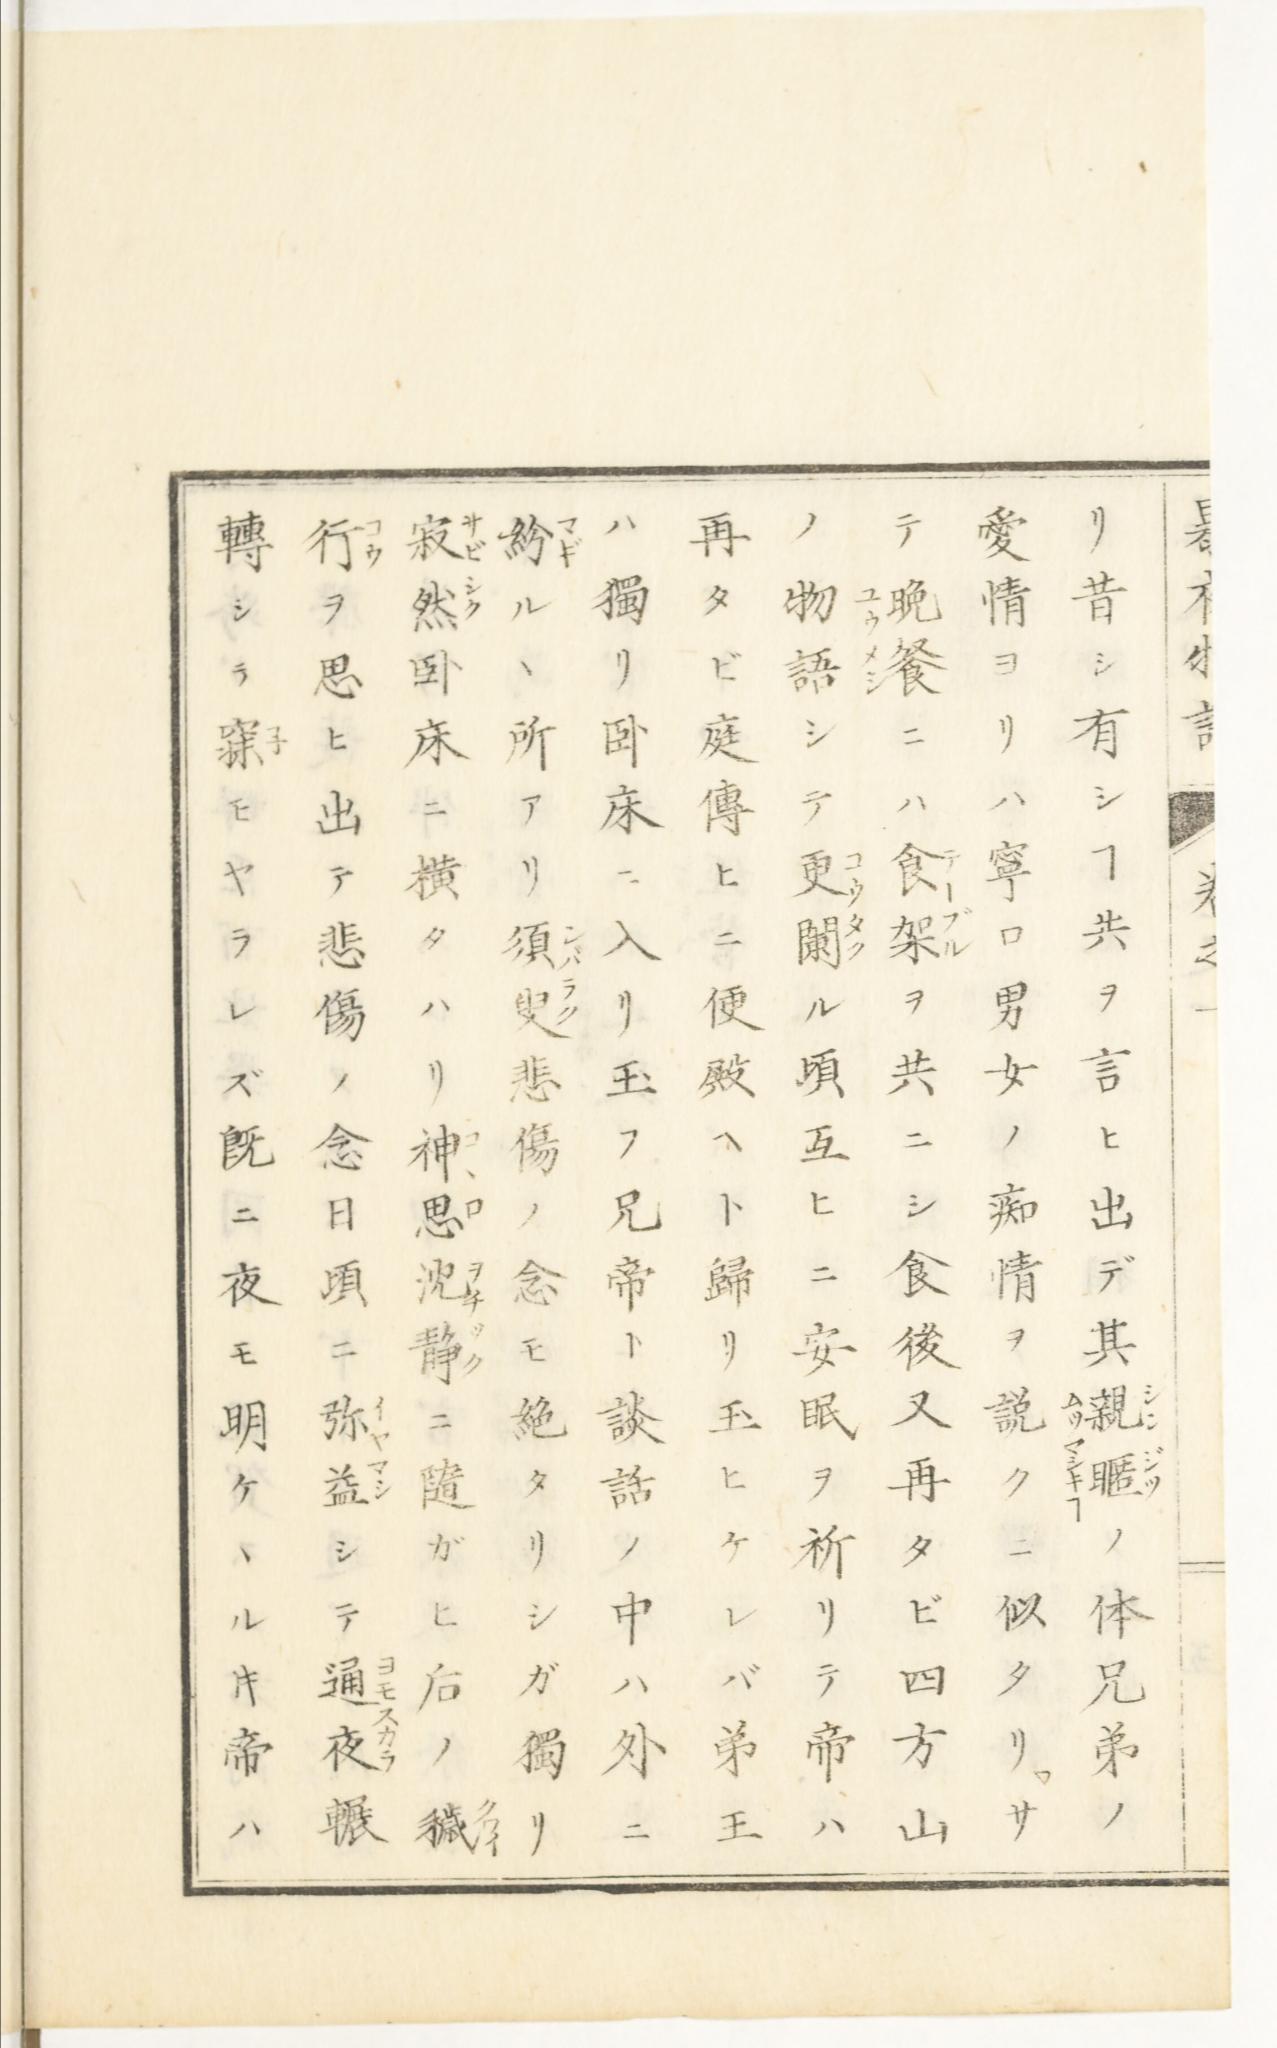 暴夜物語 巻之一
リ昔シ有シヿ共ヲ言ヒ出デ其親暱ノ体兄弟ノ
愛情ヨリハ寧ロ男女ノ痴情ヲ説クニ似タリ。サ
テ晩餐ニハ食架ヲ共ニシ食後又再タビ四方山
ノ物語シテ更闌ル頃互ヒニ安眠ヲ祈リテ帝ハ
再タビ庭傳ヒニ便殿ヘト歸リ玉ヒケレバ弟王
ハ獨リ卧床ニ入リ玉フ兄帝ト談話ノ中ハ外ニ
紛ルヽ所アリ須叟悲傷ノ念モ絶タリシガ獨リ
寂然卧床ニ横タハリ神思沈静ニ隨ガヒ后ノ穢
行ヲ思ヒ出テ悲傷ノ念日頃ニ弥益シテ通夜輾
轉シラ寐モヤラレズ既ニ夜モ明ケヽルキ帝ハ